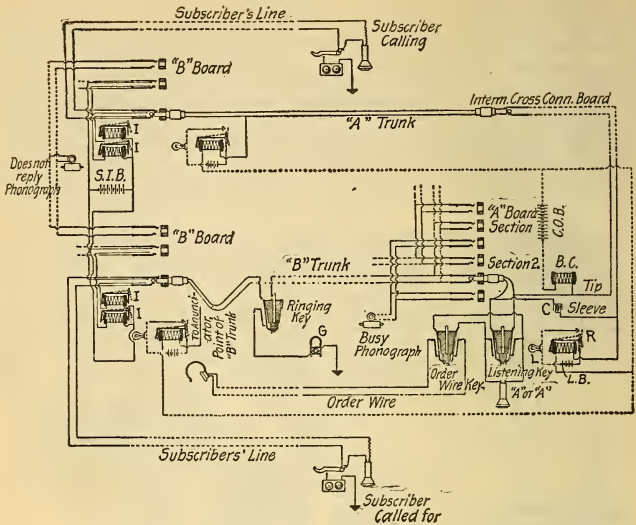 Subscriber's Line
Subscriber
Calling
"B" Board
"A" Trunk
Interm. Cross Conn. Board
I
I
Does not
reply
Phonograph
S.I.B.
"B" Board
"A" Board
Section
C.O.B.
"B" Trunk
Section 2.
B.C.
Tip
I
I
Ringing
Key
Busy
Phonograph
C
Sleeve
To Annunci-
ator,
Point of
"B" Trunk
G
Order
Wire Key.
Listening Key
"A" or "A"
L
R
L.B.
Order Wire
Subscribers' Line
Subscriber
Called for